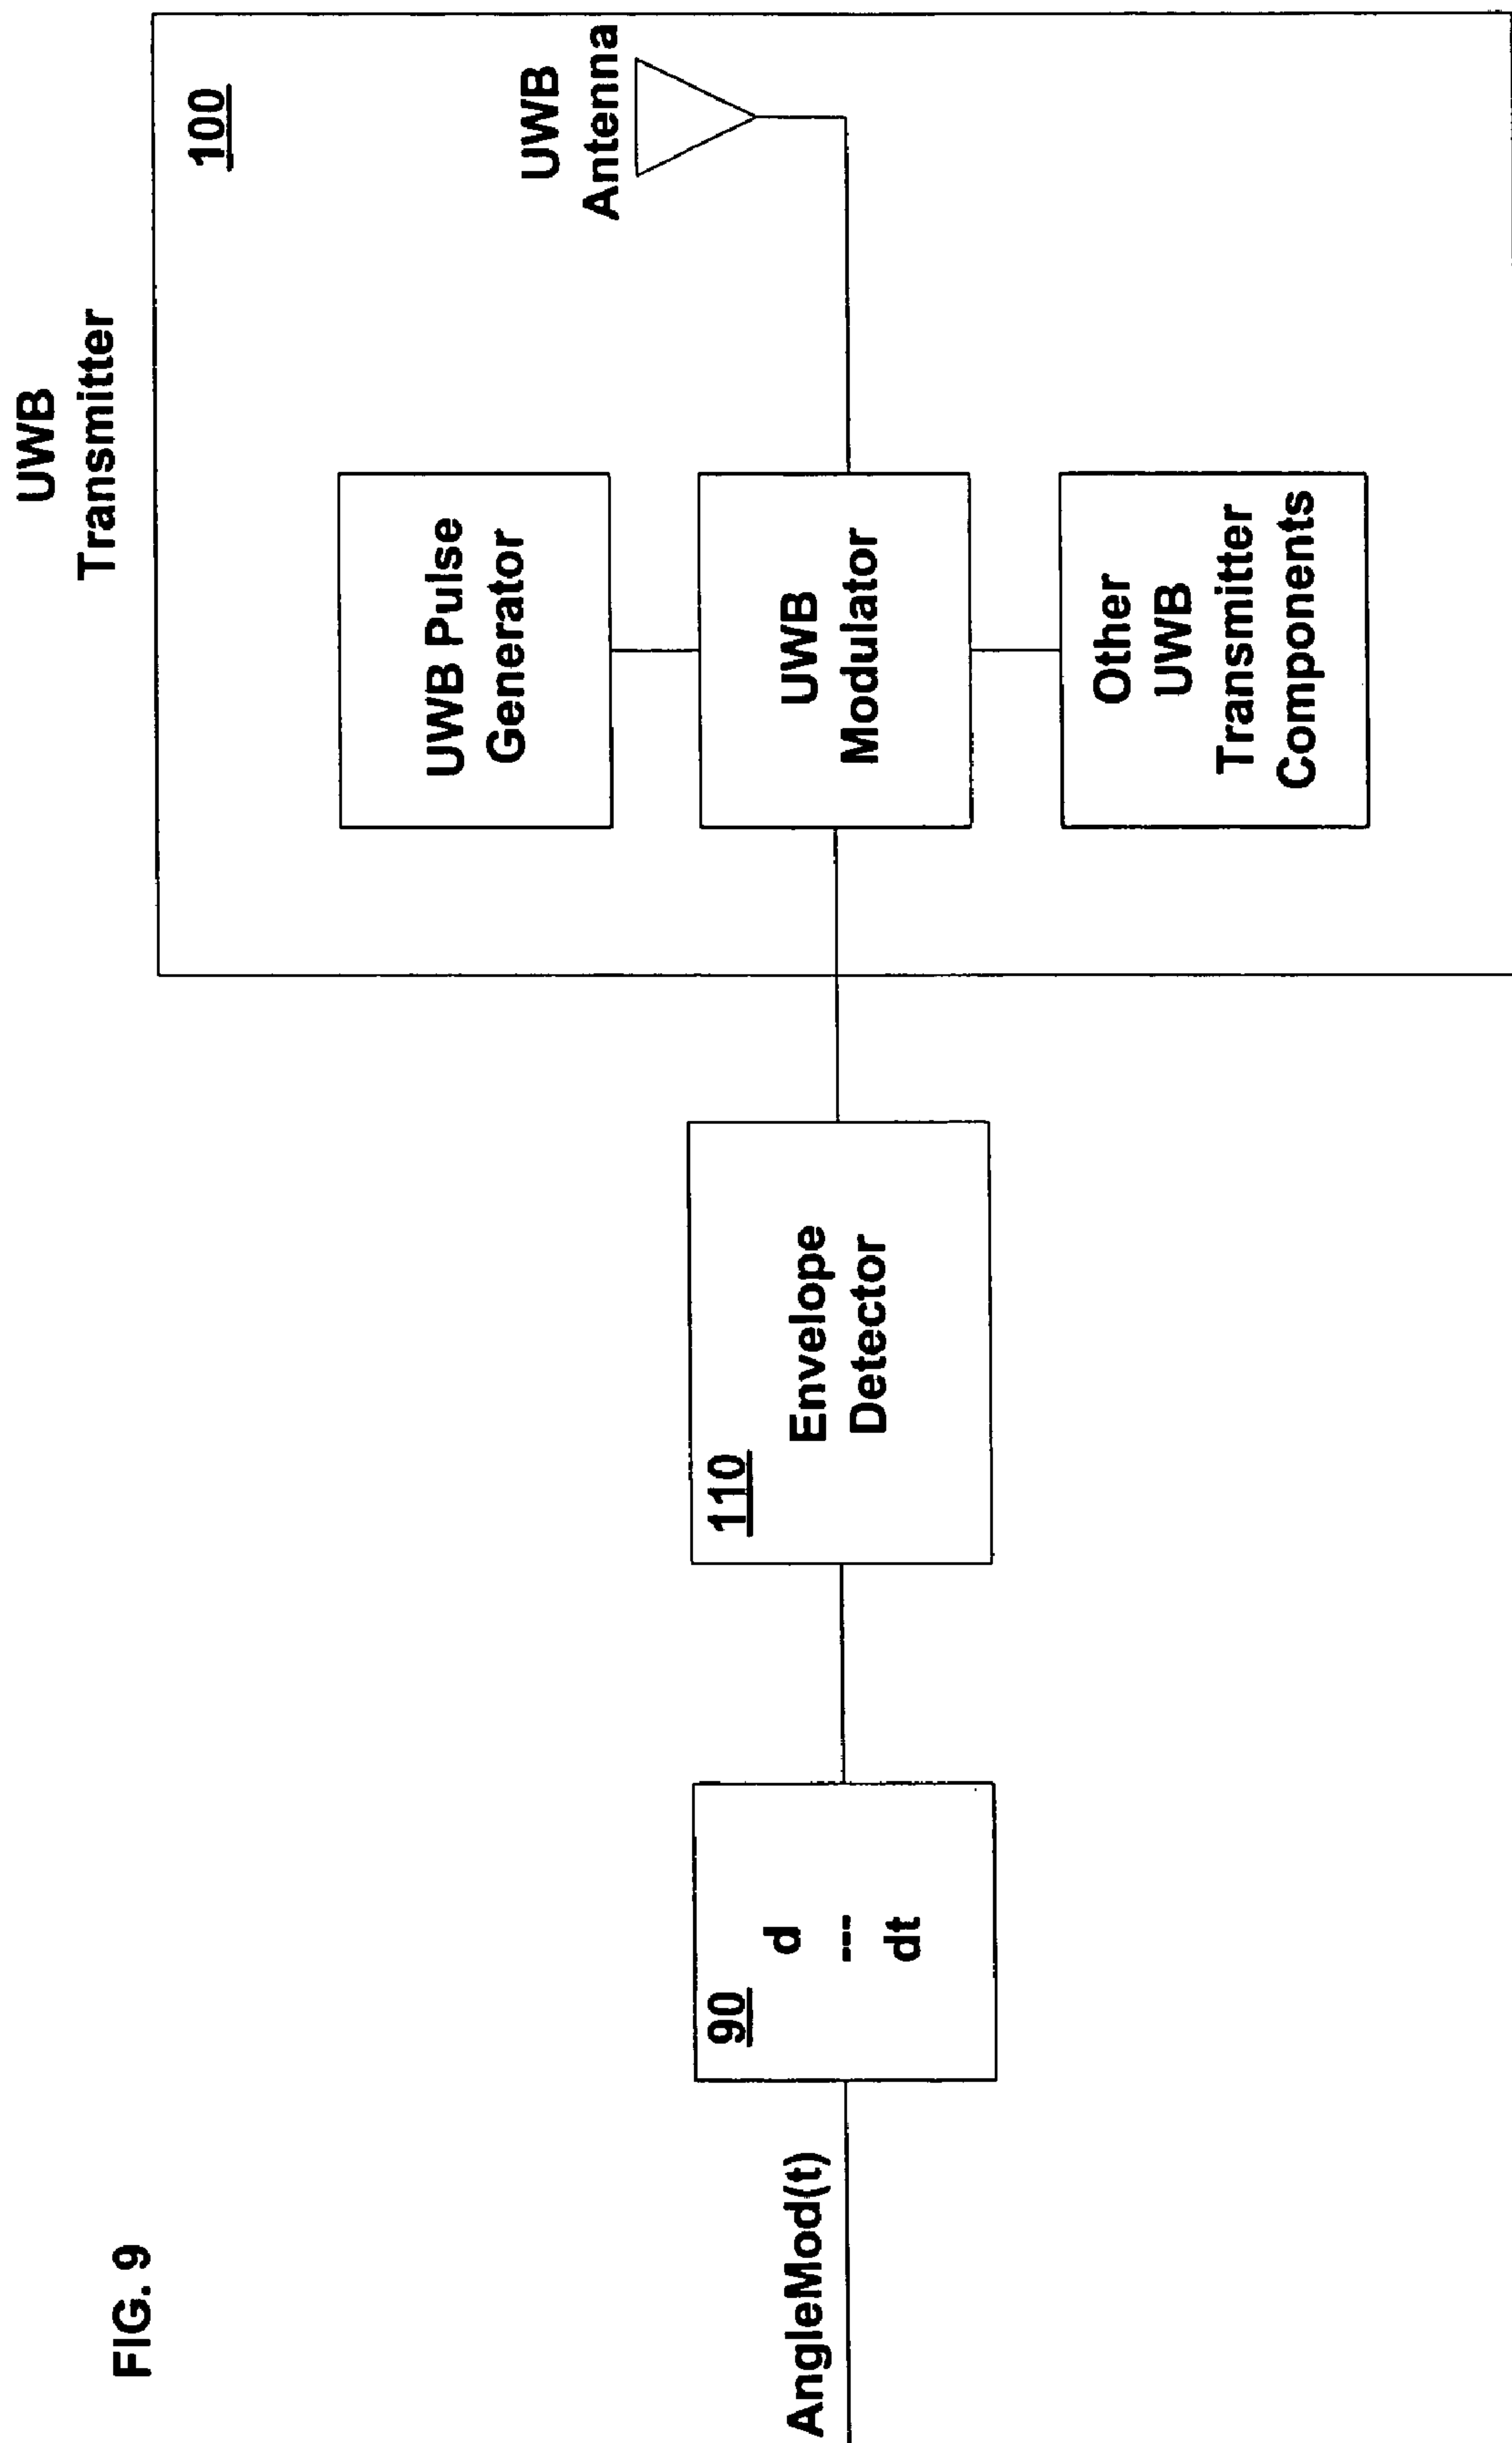 FIG. 9
UWB
Transmitter
100
UWB
Antenna
UWB Pulse
Generator
UWB
Modulator
Other
UWB
Transmitter
Components
110
Envelope
Detector
90
d
---
dt
AngleMod(t)